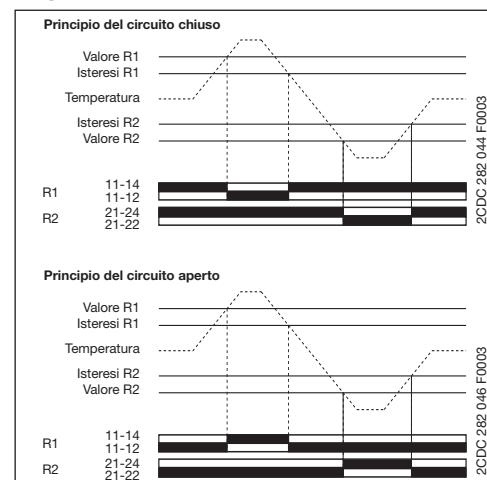 Principio del circuito chiuso
Valore R1
Isteresi R1
Temperatura
Isteresi R2
Valore R2
R1
11-14
11-12
R2
21-24
21-22
2CDC 282 044 F0003
Principio del circuito aperto
Valore R1
Isteresi R1
Temperatura
Isteresi R2
Valore R2
R1
11-14
11-12
R2
21-24
21-22
2CDC 282 046 F0003